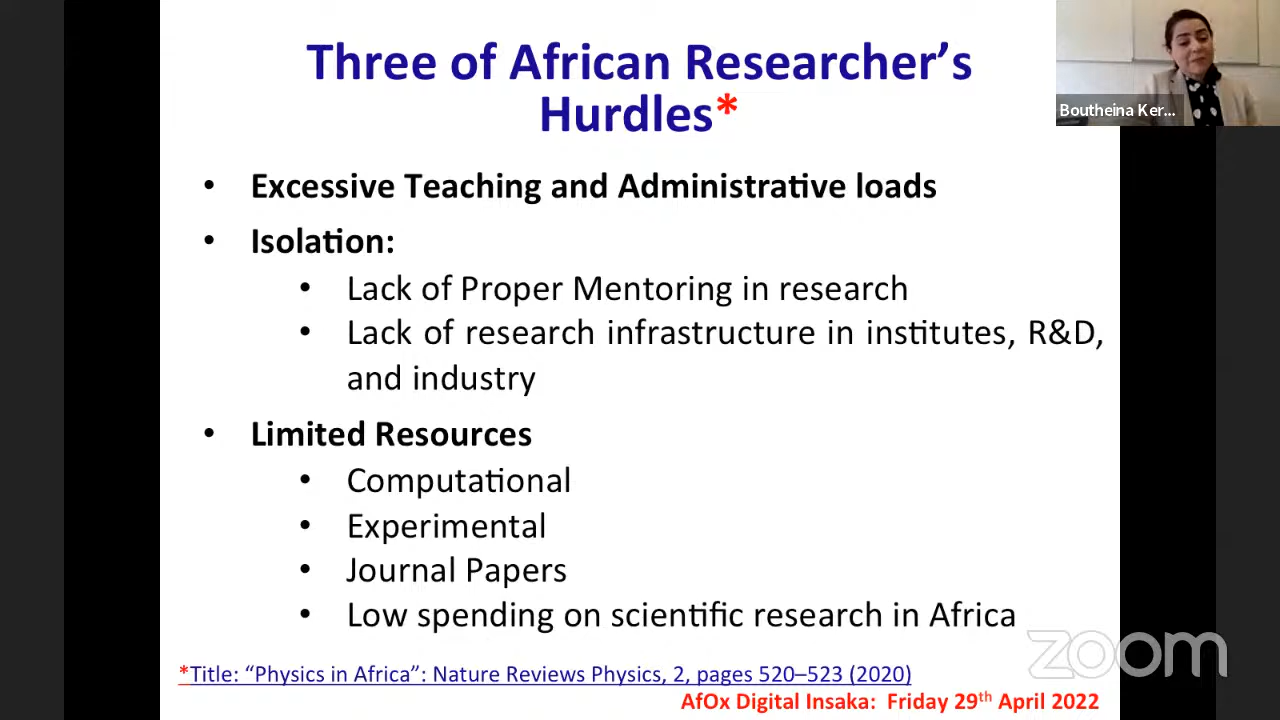 Three of African Researcher's
Hurdles*
Boutheina Ker...
• Excessive Teaching and Administrative loads
• Isolation:
• Lack of Proper Mentoring in research
• Lack of research infrastructure in institutes, R&D,
and industry
• Limited Resources
• Computational
• Experimental
• Journal Papers
• Low spending on scientific research in Africa
zoom
*Title: “Physics in Africa”: Nature Reviews Physics, 2, pages 520–523 (2020)
AfOx Digital Insaka: Friday 29th April 2022